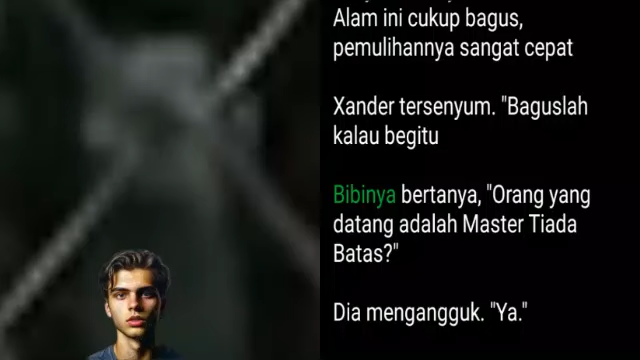 Alam ini cukup bagus,
pemulihannya sangat cepat
Xander tersenyum. "Baguslah
kalau begitu
Bibinya bertanya, "Orang yang
datang adalah Master Tiada
Batas?"
Dia mengangguk. "Ya."